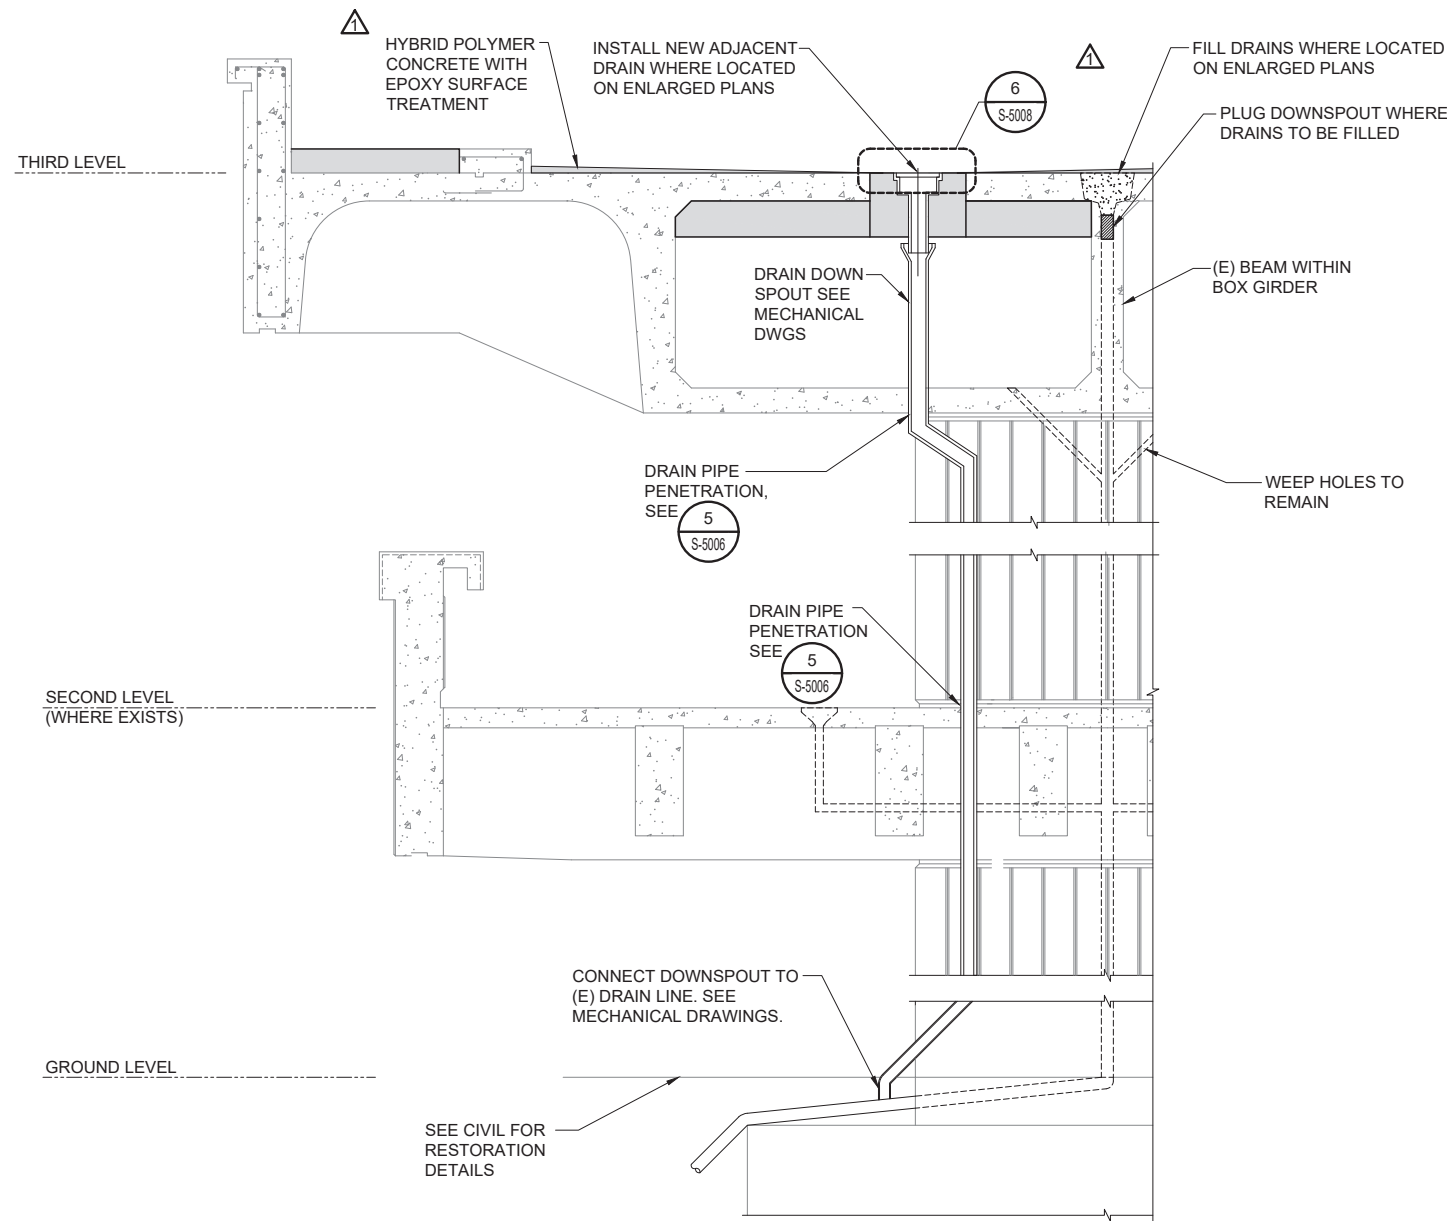 1
HYBRID POLYMER
CONCRETE WITH
EPOXY SURFACE
TREATMENT
INSTALL NEW ADJACENT
DRAIN WHERE LOCATED
ON ENLARGED PLANS
6
S-5008
1
FILL DRAINS WHERE LOCATED
ON ENLARGED PLANS
PLUG DOWNSPOUT WHERE
DRAINS TO BE FILLED
THIRD LEVEL
DRAIN DOWN
SPOUT SEE
MECHANICAL
DWGS
(E) BEAM WITHIN
BOX GIRDER
DRAIN PIPE
PENETRATION,
SEE
5
S-5006
WEEP HOLES TO
REMAIN
DRAIN PIPE
PENETRATION
SEE
5
S-5006
SECOND LEVEL
(WHERE EXISTS)
CONNECT DOWNSPOUT TO
(E) DRAIN LINE. SEE
MECHANICAL DRAWINGS.
GROUND LEVEL
SEE CIVIL FOR
RESTORATION
DETAILS